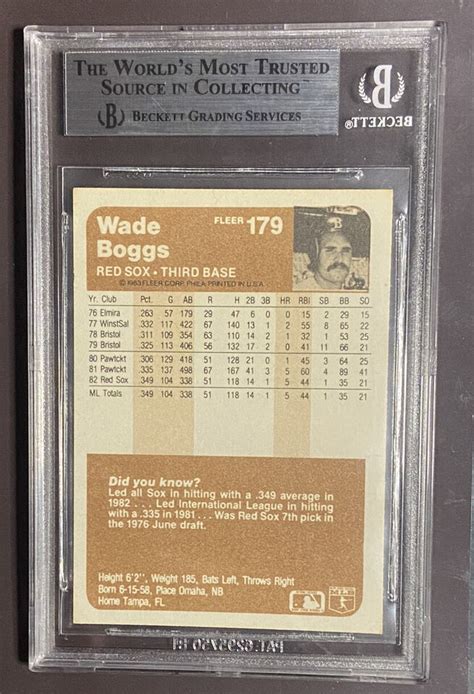 THE WORLD'S MOST TRUSTED
SOURCE IN COLLECTING™
BECKETT GRADING SERVICES
BECKETT
Wade
Boggs
FLEER 179
RED SOX • THIRD BASE
© 1983 FLEER CORP. PHILA. PRINTED IN U.S.A.
Yr. Club Pct. G AB R H 2B 3B HR RBI SB BB SO
76 Elmira 263 57 179 29 47 6 0 0 15 2 29 15
77 WinstSal 332 117 422 67 140 13 1 2 55 8 65 22
78 Bristol 311 109 354 63 110 14 2 1 32 1 53 25
79 Bristol 325 113 406 56 132 17 2 0 41 11 66 21
80 Pawtckt 306 129 418 51 128 21 0 1 45 3 64 25
81 Pawtckt 335 137 498 67 167 41 3 5 60 4 89 41
82 Red Sox 349 104 338 51 118 14 1 5 44 1 35 21
ML Totals 349 104 338 51 118 14 1 5 44 1 35 21
Did you know?
Led all Sox in hitting with a .349 average in
1982 . . . Led International League in hitting
with a .335 in 1981 . . . Was Red Sox 7th pick in
the 1976 June draft.
Height 6'2", Weight 185, Bats Left, Throws Right
Born 6-15-58, Place Omaha, NB
Home Tampa, FL